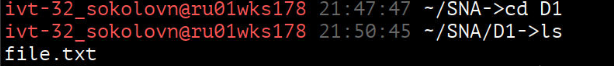 ivt-32_sokolovn@ru01wks178 21:47:47 ~/SNA->cd D1
ivt-32_sokolovn@ru01wks178 21:50:45 ~/SNA/D1->ls
file.txt